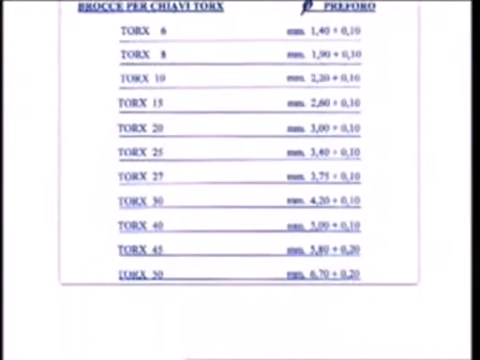 BROCCE PER CHIAVI TORX ø PREFORO
TORX 6 mm. 1,40 + 0,10
TORX 8 mm. 1,90 + 0,10
TORX 10 mm. 2,20 + 0,10
TORX 15 mm. 2,60 + 0,10
TORX 20 mm. 3,00 + 0,10
TORX 25 mm. 3,40 + 0,10
TORX 27 mm. 3,75 + 0,10
TORX 30 mm. 4,20 + 0,10
TORX 40 mm. 5,00 + 0,10
TORX 45 mm. 5,80 + 0,20
TORX 50 mm. 6,70 + 0,20